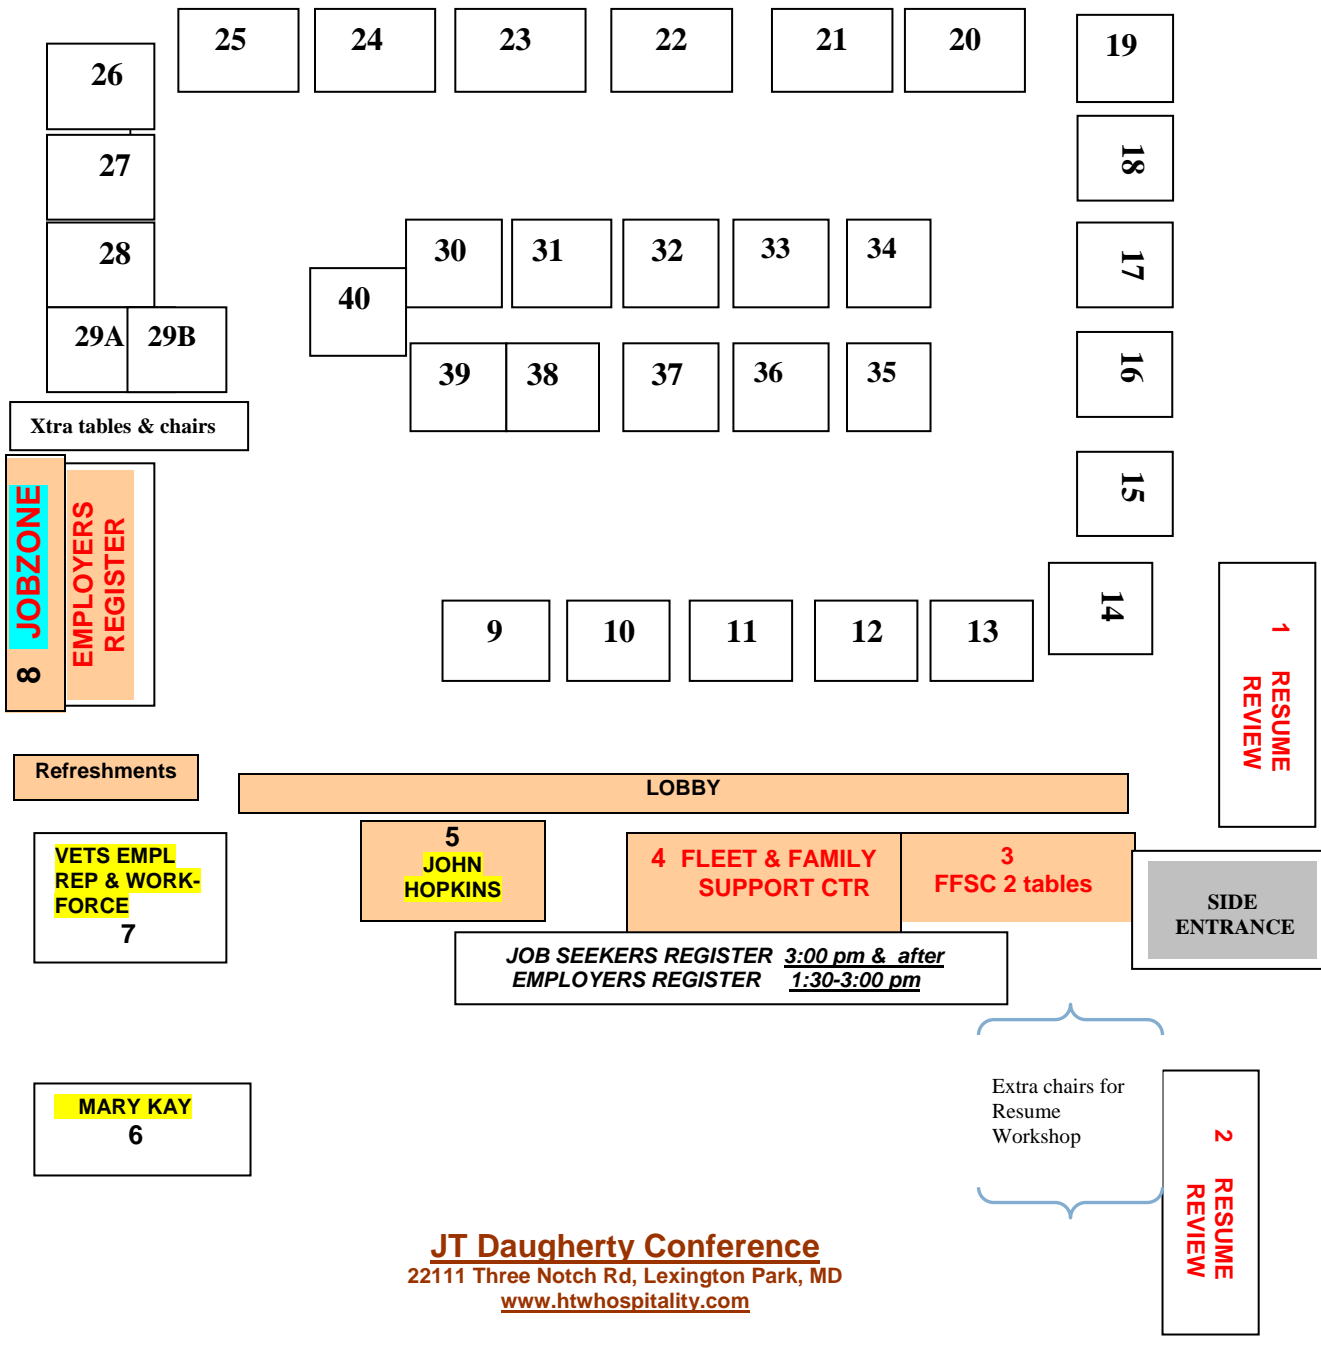 25
24
23
22
21
20
19
26
18
27
28
30
31
32
33
34
17
40
29A
29B
39
38
37
36
35
16
Xtra tables & chairs
15
8 JOBZONE
EMPLOYERS
REGISTER
9
10
11
12
13
14
1 RESUME
REVIEW
Refreshments
LOBBY
VETS EMPL
REP & WORK-
FORCE
7
5
JOHN
HOPKINS
4 FLEET & FAMILY
SUPPORT CTR
3
FFSC 2 tables
SIDE
ENTRANCE
JOB SEEKERS REGISTER 3:00 pm & after
EMPLOYERS REGISTER 1:30-3:00 pm
MARY KAY
6
Extra chairs for
Resume
Workshop
2 RESUME
REVIEW
JT Daugherty Conference
22111 Three Notch Rd, Lexington Park, MD
www.htwhospitality.com